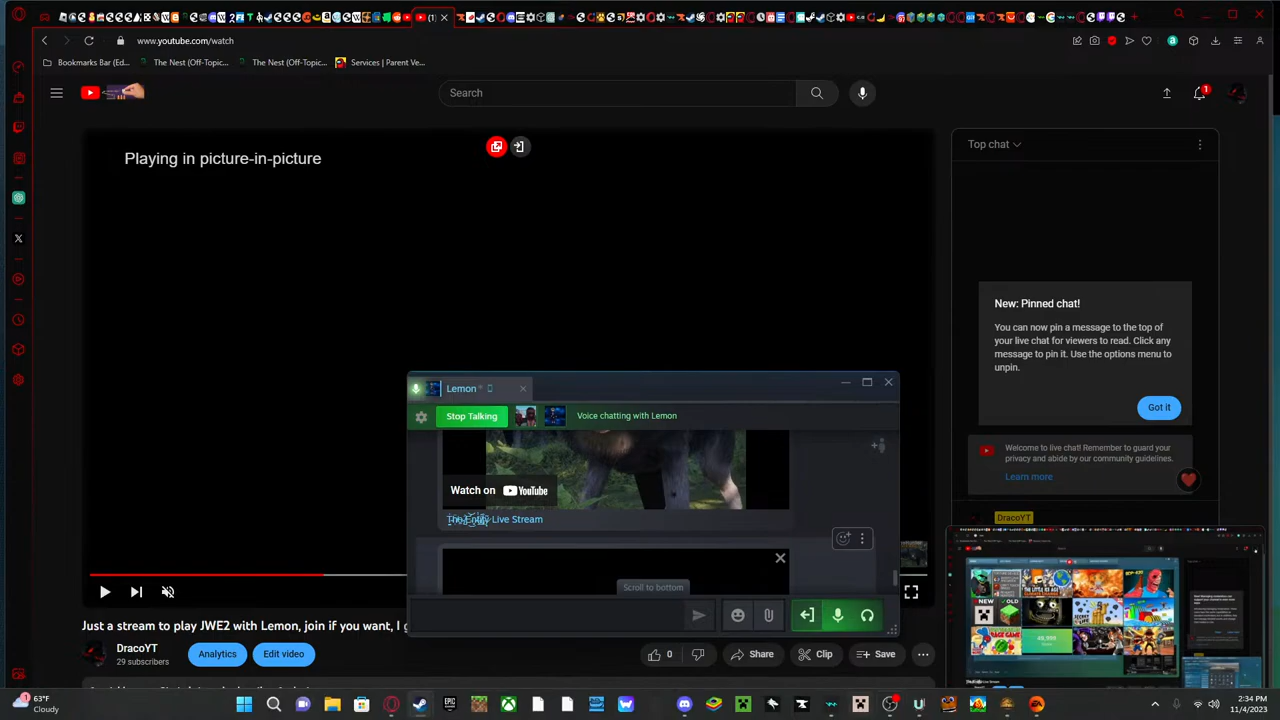 www.youtube.com/watch
Bookmarks Bar (Ed...
The Nest (Off-Topic...
The Nest (Off-Topic...
Services | Parent Ve...
Search
1
Playing in picture-in-picture
Top chat
New: Pinned chat!
You can now pin a message to the top of
your live chat for viewers to read. Click any
message to pin it. Use the options menu to
unpin.
Got it
Welcome to live chat! Remember to guard your
privacy and abide by our community guidelines.
Learn more
DracoYT
Lemon
Stop Talking
Voice chatting with Lemon
Watch on YouTube
Live Stream
Scroll to bottom
Just a stream to play JWE2 with Lemon, join if you want, I g
DracoYT
29 subscribers
Analytics
Edit video
0
Share
Clip
Save
63°F
Cloudy
2:34 PM
11/4/2023